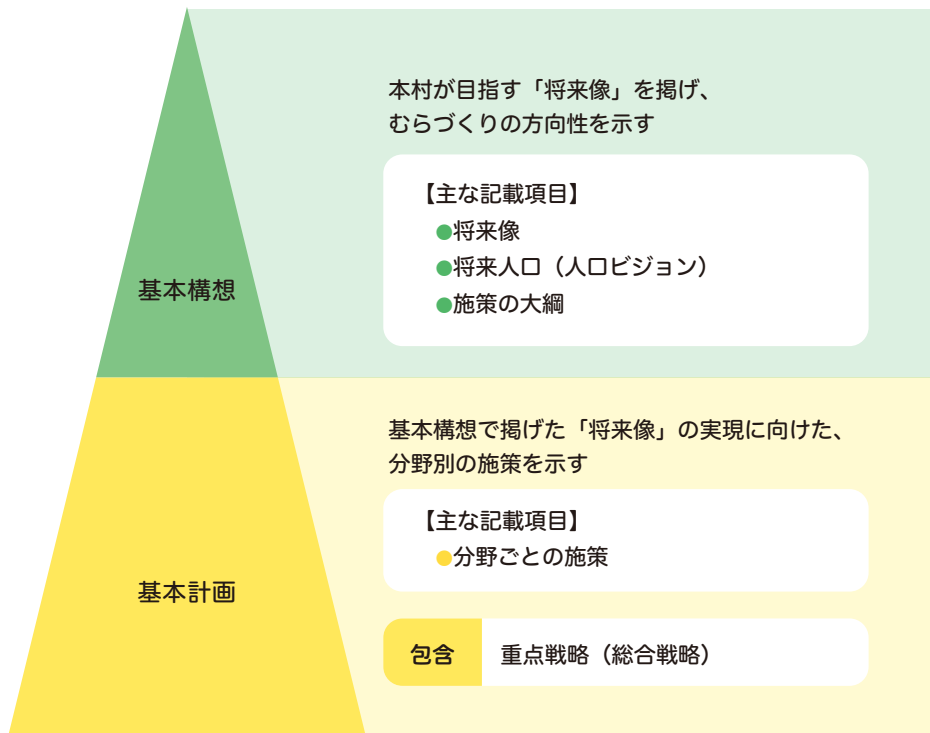 本村が目指す「将来像」を掲げ、
むらづくりの方向性を示す
【主な記載項目】
●将来像
●将来人口（人口ビジョン）
●施策の大綱
基本構想
基本構想で掲げた「将来像」の実現に向けた、
分野別の施策を示す
【主な記載項目】
●分野ごとの施策
基本計画
包含 重点戦略（総合戦略）